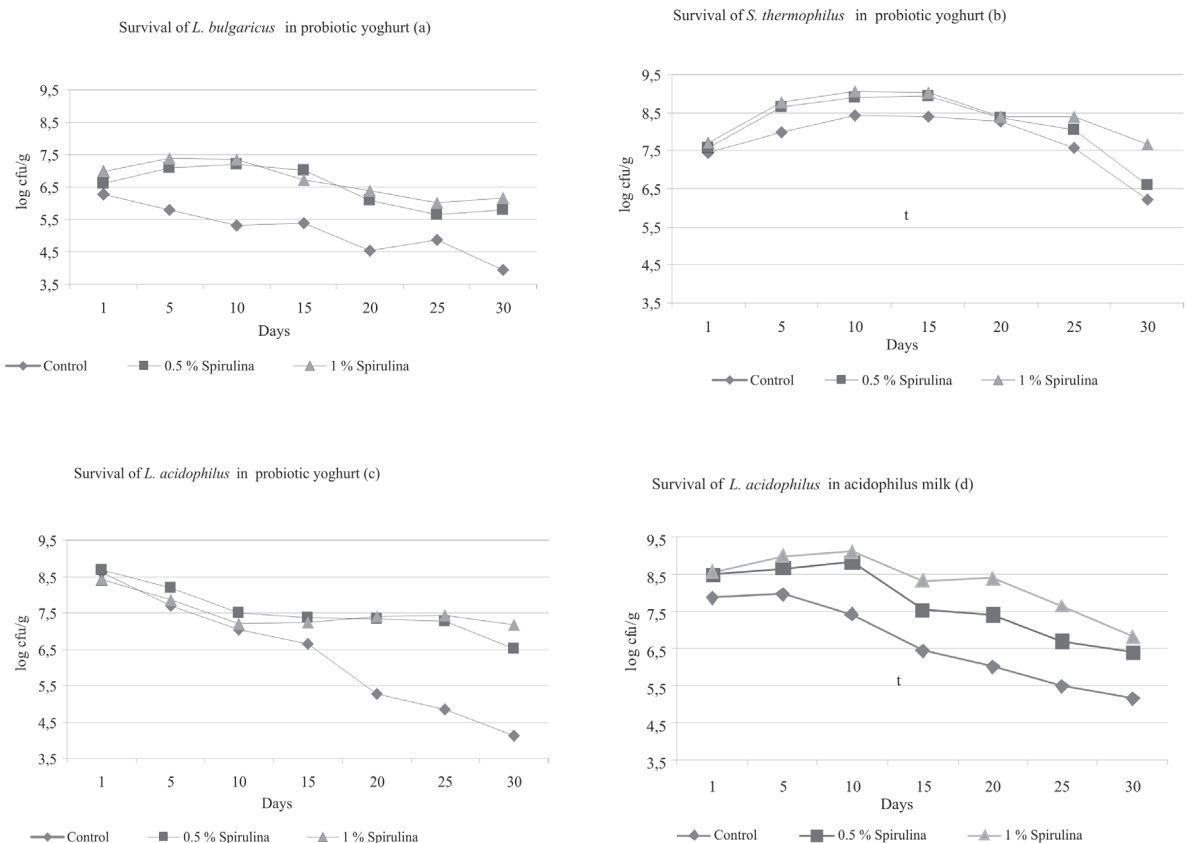 Survival of L. bulgaricus in probiotic yoghurt (a)
log cfu/g
9,5
8,5
7,5
6,5
5,5
4,5
3,5
1 5 10 15 20 25 30
Days
Control 0.5 % Spirulina 1 % Spirulina
Survival of S. thermophilus in probiotic yoghurt (b)
log cfu/g
9,5
8,5
7,5
6,5
5,5
4,5
3,5
t
1 5 10 15 20 25 30
Days
Control 0.5 % Spirulina 1 % Spirulina
Survival of L. acidophilus in probiotic yoghurt (c)
log cfu/g
9,5
8,5
7,5
6,5
5,5
4,5
3,5
1 5 10 15 20 25 30
Days
Control 0.5 % Spirulina 1 % Spirulina
Survival of L. acidophilus in acidophilus milk (d)
log cfu/g
9,5
8,5
7,5
6,5
5,5
4,5
3,5
t
1 5 10 15 20 25 30
Days
Control 0.5 % Spirulina 1 % Spirulina